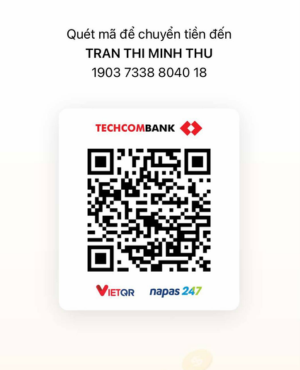 Quét mã để chuyển tiền đến
TRAN THI MINH THU
1903 7338 8040 18
TECHCOMBANK
VIETQR napas 247